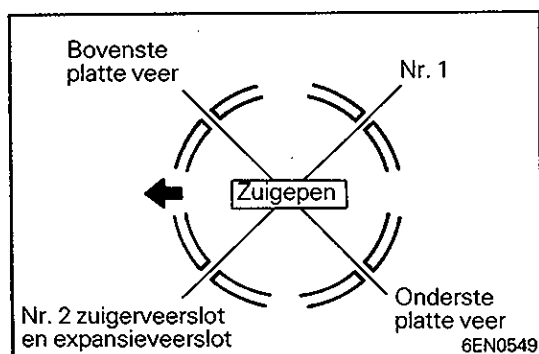 Bovenste
platte veer
Nr. 1
Zuigepen
Nr. 2 zuigerveerslot
en expansieveerslot
Onderste
platte veer
6EN0549